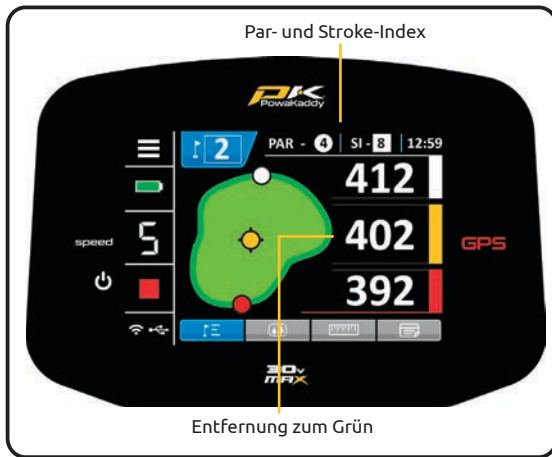 Par- und Stroke-Index
PK
PowaKaddy
2 PAR - 4 SI - 8 12:59
412
speed 5 402 GPS
392
30V
MAX
Entfernung zum Grün